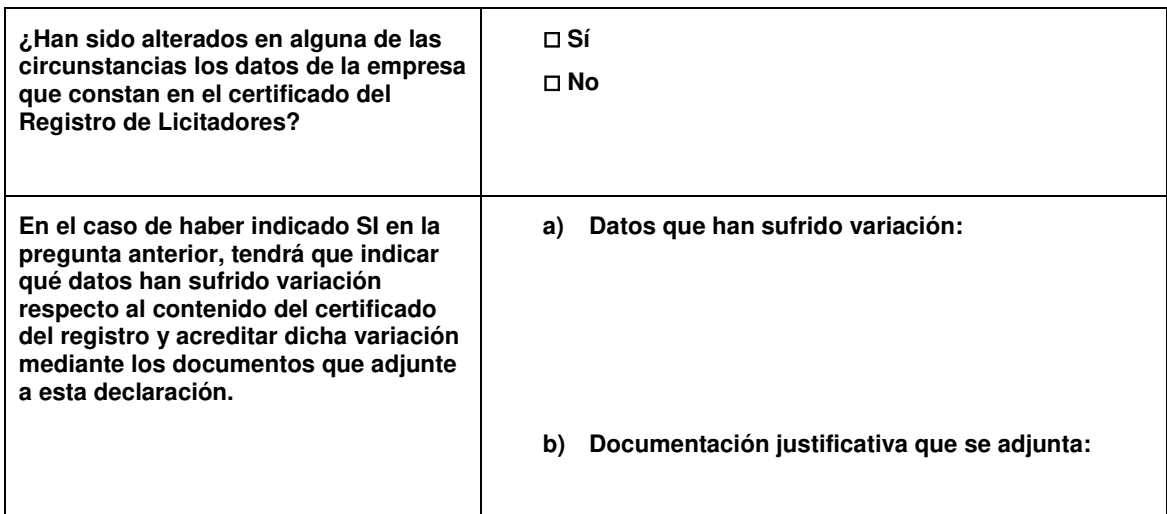 ¿Han sido alterados en alguna de las
circunstancias los datos de la empresa
que constan en el certificado del
Registro de Licitadores?
□ Sí
□ No
En el caso de haber indicado SI en la
pregunta anterior, tendrá que indicar
qué datos han sufrido variación
respecto al contenido del certificado
del registro y acreditar dicha variación
mediante los documentos que adjunte
a esta declaración.
a) Datos que han sufrido variación:
b) Documentación justificativa que se adjunta: